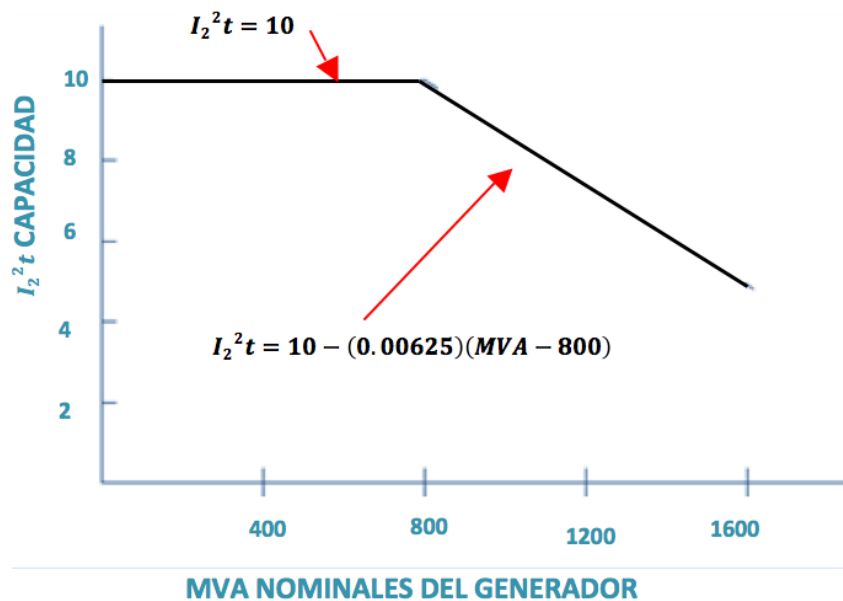 I₂²t = 10
I₂²t CAPACIDAD
10
8
6
4
2
I₂²t = 10 − (0.00625)(MVA − 800)
400
800
1200
1600
MVA NOMINALES DEL GENERADOR